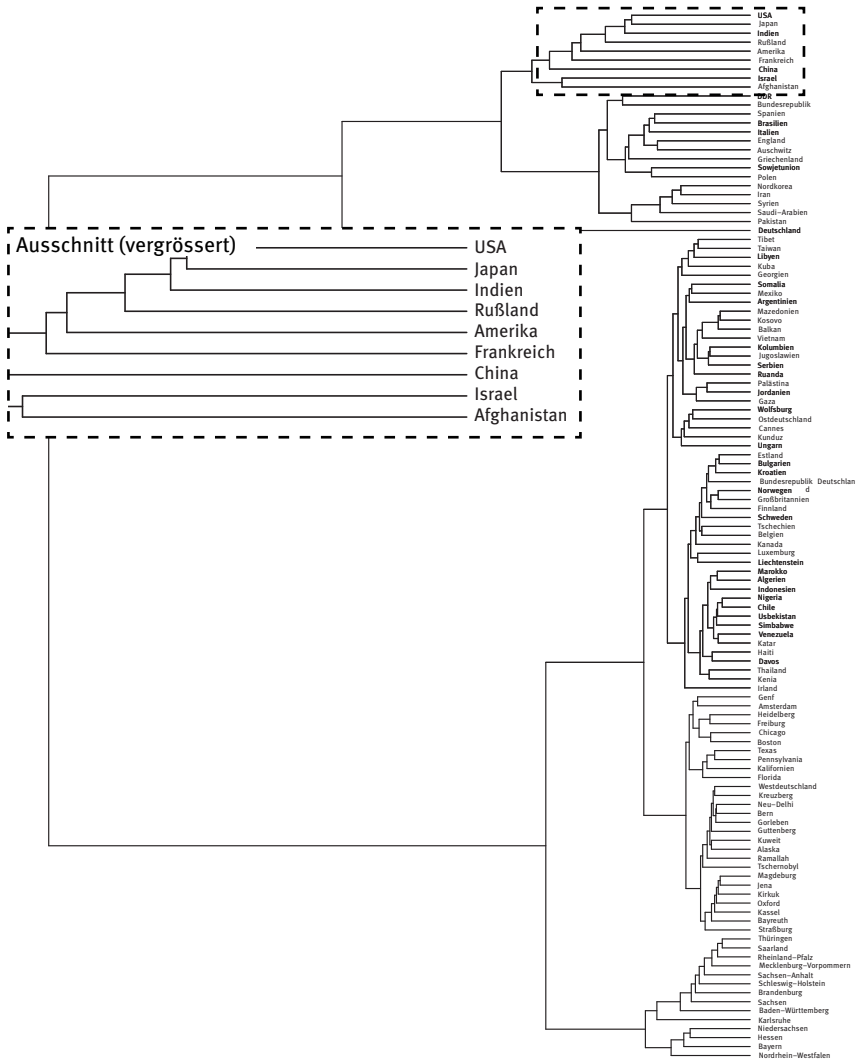 USA
Japan
Indien
Rußland
Amerika
Frankreich
China
Israel
Afghanistan
DDR
Bundesrepublik
Spanien
Brasilien
Italien
England
Auschwitz
Griechenland
Sowjetunion
Polen
Nordkorea
Iran
Syrien
Saudi–Arabien
Pakistan
Deutschland
Ausschnitt (vergrössert)
USA
Japan
Indien
Rußland
Amerika
Frankreich
China
Israel
Afghanistan
Tibet
Taiwan
Libyen
Kuba
Georgien
Somalia
Mexiko
Argentinien
Mazedonien
Kosovo
Balkan
Vietnam
Kolumbien
Jugoslawien
Serbien
Ruanda
Palästina
Jordanien
Gaza
Wolfsburg
Ostdeutschland
Cannes
Kunduz
Ungarn
Estland
Bulgarien
Kroatien
Bundesrepublik Deutschlan
Norwegen d
Großbritannien
Finnland
Schweden
Tschechien
Belgien
Kanada
Luxemburg
Liechtenstein
Marokko
Algerien
Indonesien
Nigeria
Chile
Usbekistan
Simbabwe
Venezuela
Katar
Haiti
Davos
Thailand
Kenia
Irland
Genf
Amsterdam
Heidelberg
Freiburg
Chicago
Boston
Texas
Pennsylvania
Kalifornien
Florida
Westdeutschland
Kreuzberg
Neu–Delhi
Bern
Gorleben
Guttenberg
Kuweit
Alaska
Ramallah
Tschernobyl
Magdeburg
Jena
Kirkuk
Oxford
Kassel
Bayreuth
Straßburg
Thüringen
Saarland
Rheinland–Pfalz
Mecklenburg–Vorpommern
Sachsen–Anhalt
Schleswig–Holstein
Brandenburg
Sachsen
Baden–Württemberg
Karlsruhe
Niedersachsen
Hessen
Bayern
Nordrhein–Westfalen